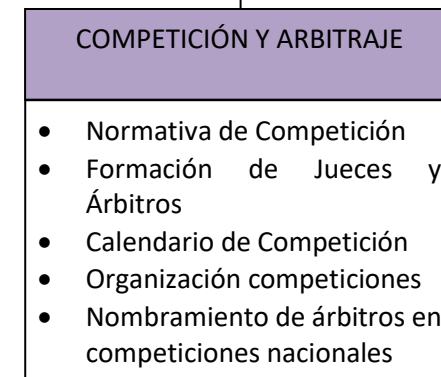 COMPETICIÓN Y ARBITRAJE
• Normativa de Competición
• Formación de Jueces y
Árbitros
• Calendario de Competición
• Organización competiciones
• Nombramiento de árbitros en
competiciones nacionales